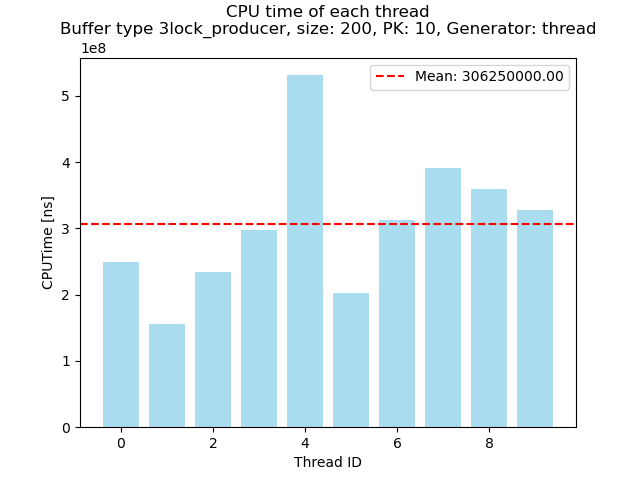 CPU time of each thread
Buffer type 3lock_producer, size: 200, PK: 10, Generator: thread
1e8
Mean: 306250000.00
5
4
3
2
1
0
CPUTime [ns]
0 2 4 6 8
Thread ID